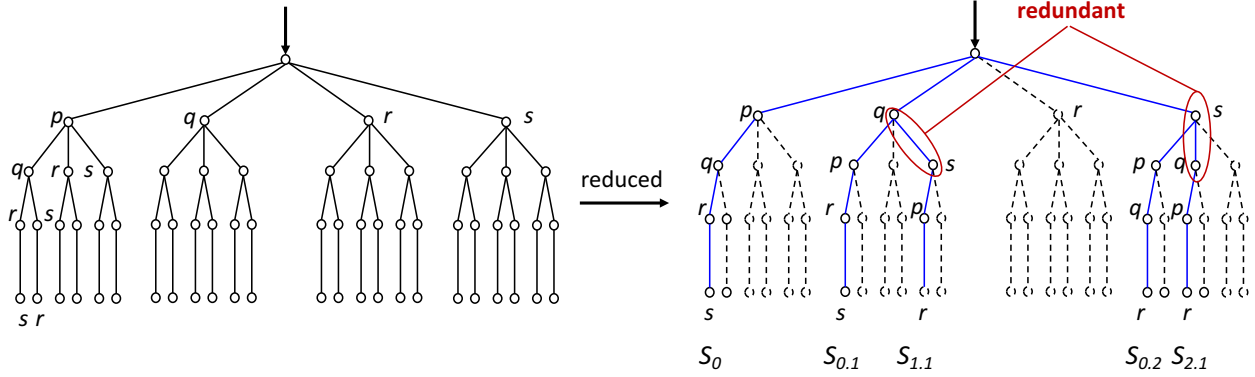 redundant
p q r s
p q r s
q r s
q p s p q
reduced
r s
r r p q p
s r
s s r r r
S0 S0.1 S1.1 S0.2 S2.1